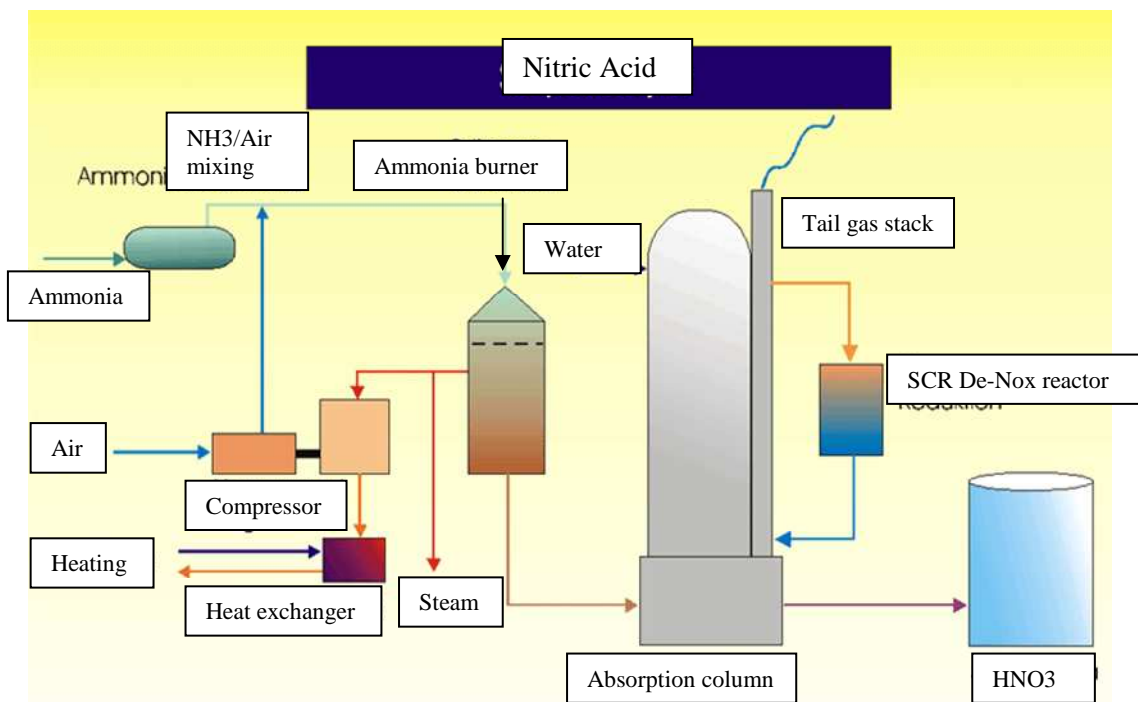 Nitric Acid
NH3/Air
mixing
Ammonia burner
Ammoni
Tail gas stack
Water
Ammonia
SCR De-Nox reactor
Air
Compressor
Heating
Steam
Heat exchanger
Absorption column
HNO3